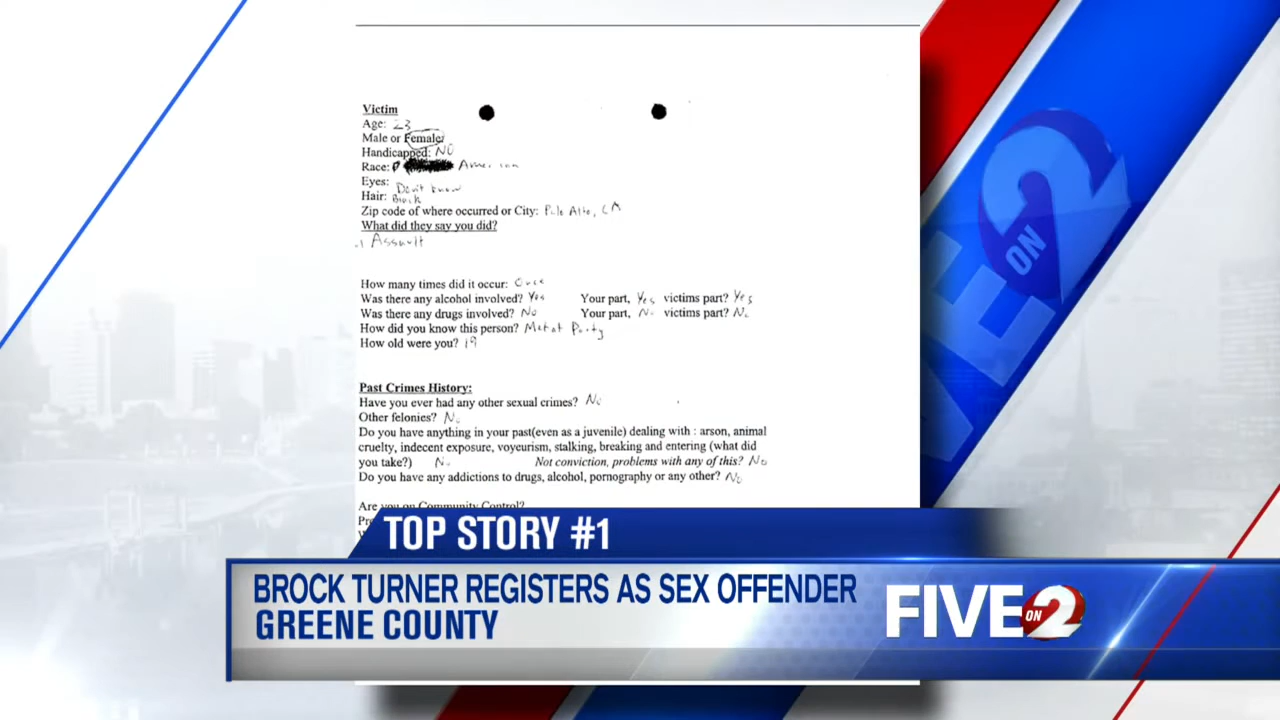 Victim
Age: 23
Male or Female
Handicapped: NO
Race: American
Eyes: Don't know
Hair: Black
Zip code of where occurred or City: Palo Alto, CA
What did they say you did?
Assault
How many times did it occur: Once
Was there any alcohol involved? Yes Your part, Yes victims part? Yes
Was there any drugs involved? No Your part, No victims part? No
How did you know this person? Met at Party
How old were you? 19
Past Crimes History:
Have you ever had any other sexual crimes? No
Other felonies? No
Do you have anything in your past(even as a juvenile) dealing with : arson, animal
cruelty, indecent exposure, voyeurism, stalking, breaking and entering (what did
you take?) No Not conviction, problems with any of this? No
Do you have any addictions to drugs, alcohol, pornography or any other? No
Are you on Community Control?
TOP STORY #1
BROCK TURNER REGISTERS AS SEX OFFENDER
GREENE COUNTY
FIVE ON 2
ON 2